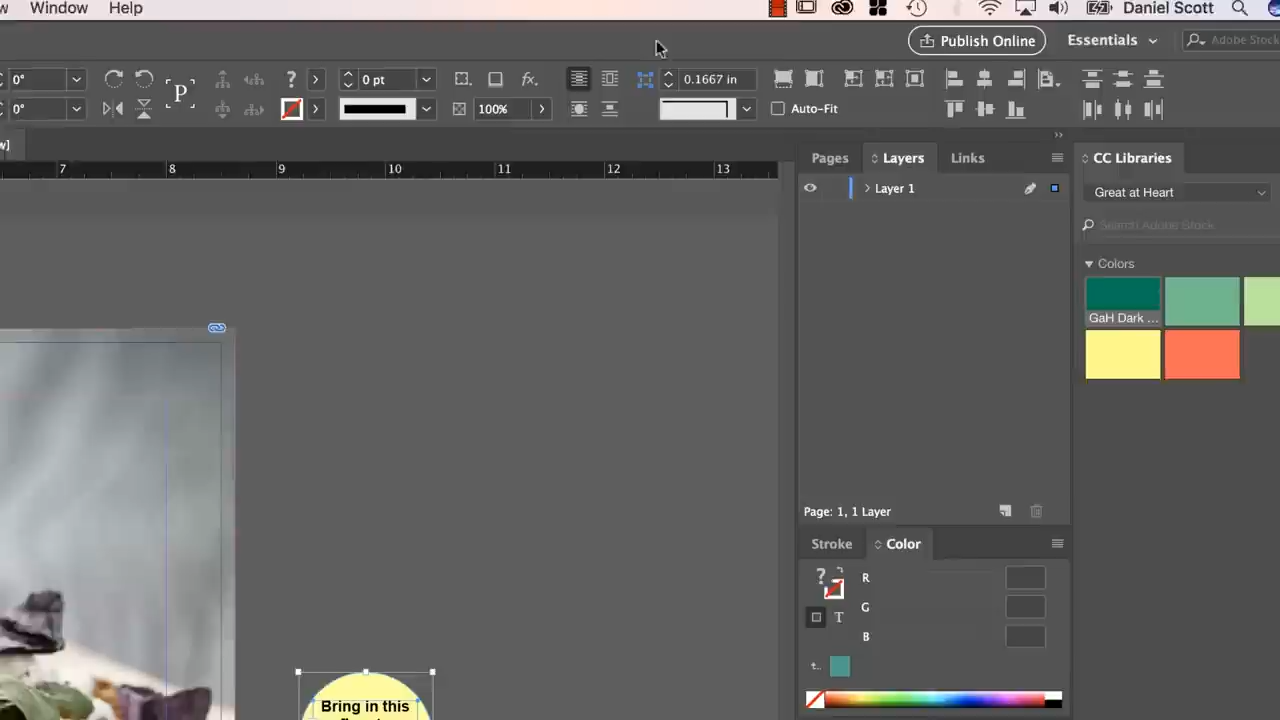 Window Help Daniel Scott
Publish Online Essentials Adobe Stock
0° P ? 0 pt fx. 0.1667 in
0° 100% Auto-Fit
w]
7 8 9 10 11 12 13
Pages Layers Links CC Libraries
Layer 1
Great at Heart
Search Adobe Stock
Colors
GaH Dark ...
Page: 1, 1 Layer
Stroke Color
? R
G
T
B
Bring in this